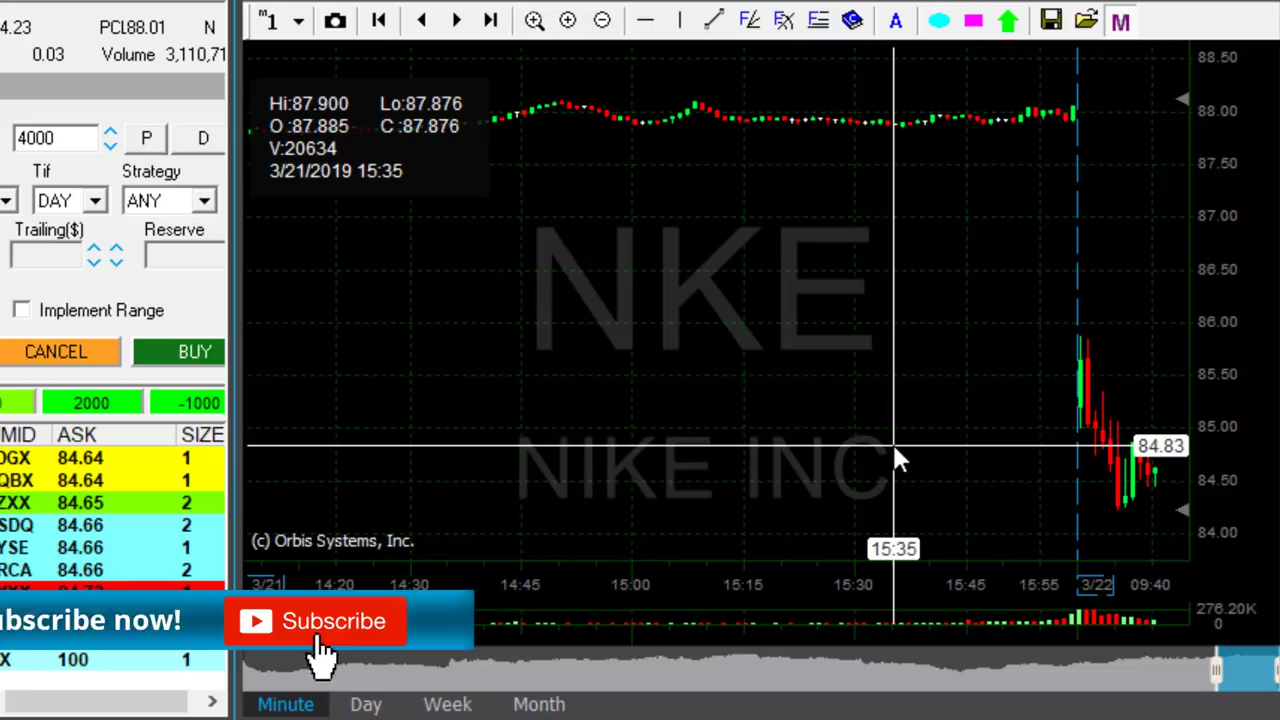 4.23 PCL88.01 N
0.03 Volume 3,110,71
4000 P D
Tif Strategy
DAY ANY
Trailing($) Reserve
Implement Range
CANCEL BUY
2000 -1000
MID ASK SIZE
OGX 84.64 1
QBX 84.64 1
ZXX 84.65 2
SDQ 84.66 2
YSE 84.66 2
RCA 84.66 2
ubscribe now! Subscribe
X 100 1
m1 A M
Hi:87.900 Lo:87.876
O :87.885 C :87.876
V:20634
3/21/2019 15:35
NKE
NIKE INC
(c) Orbis Systems, Inc.
88.50
88.00
87.50
87.00
86.50
86.00
85.50
85.00
84.83
84.50
84.00
15:35
3/21 14:20 14:30 14:45 15:00 15:15 15:30 15:45 15:55 3/22 09:40
276.20K
0
Minute Day Week Month